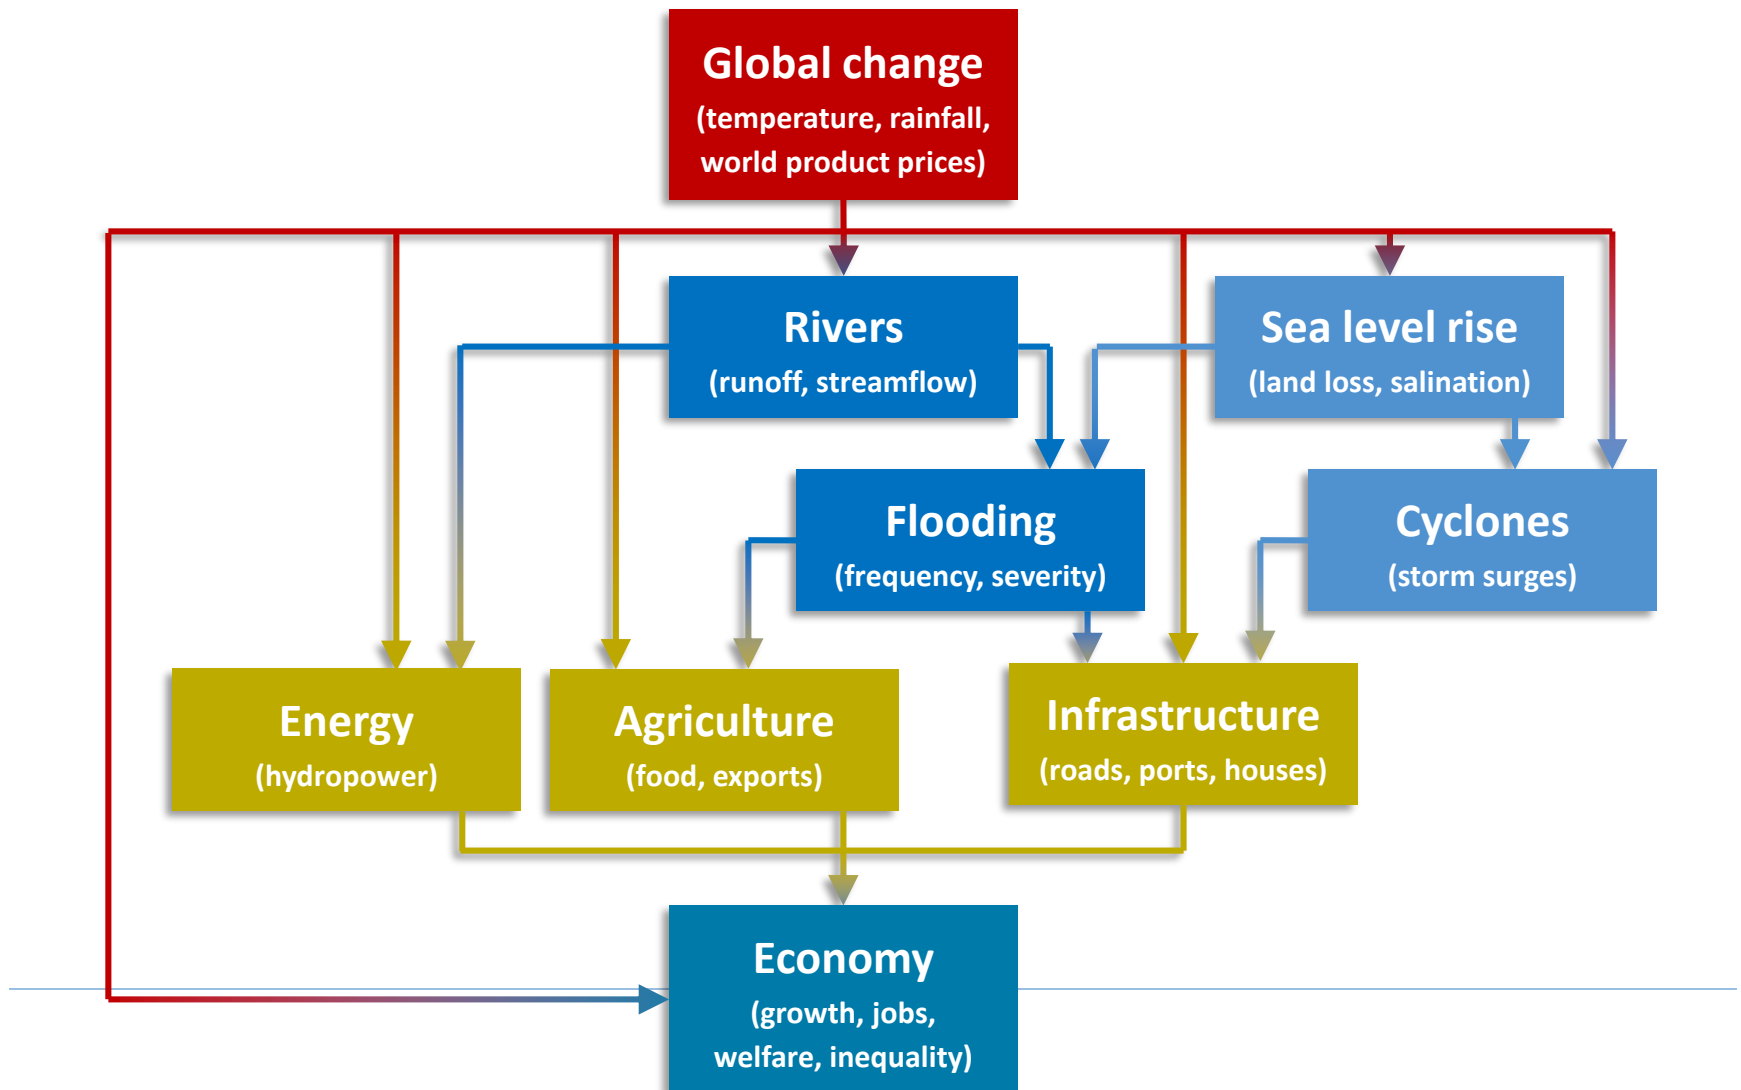 Global change
(temperature, rainfall,
world product prices)
Rivers
(runoff, streamflow)
Sea level rise
(land loss, salination)
Flooding
(frequency, severity)
Cyclones
(storm surges)
Energy
(hydropower)
Agriculture
(food, exports)
Infrastructure
(roads, ports, houses)
Economy
(growth, jobs,
welfare, inequality)